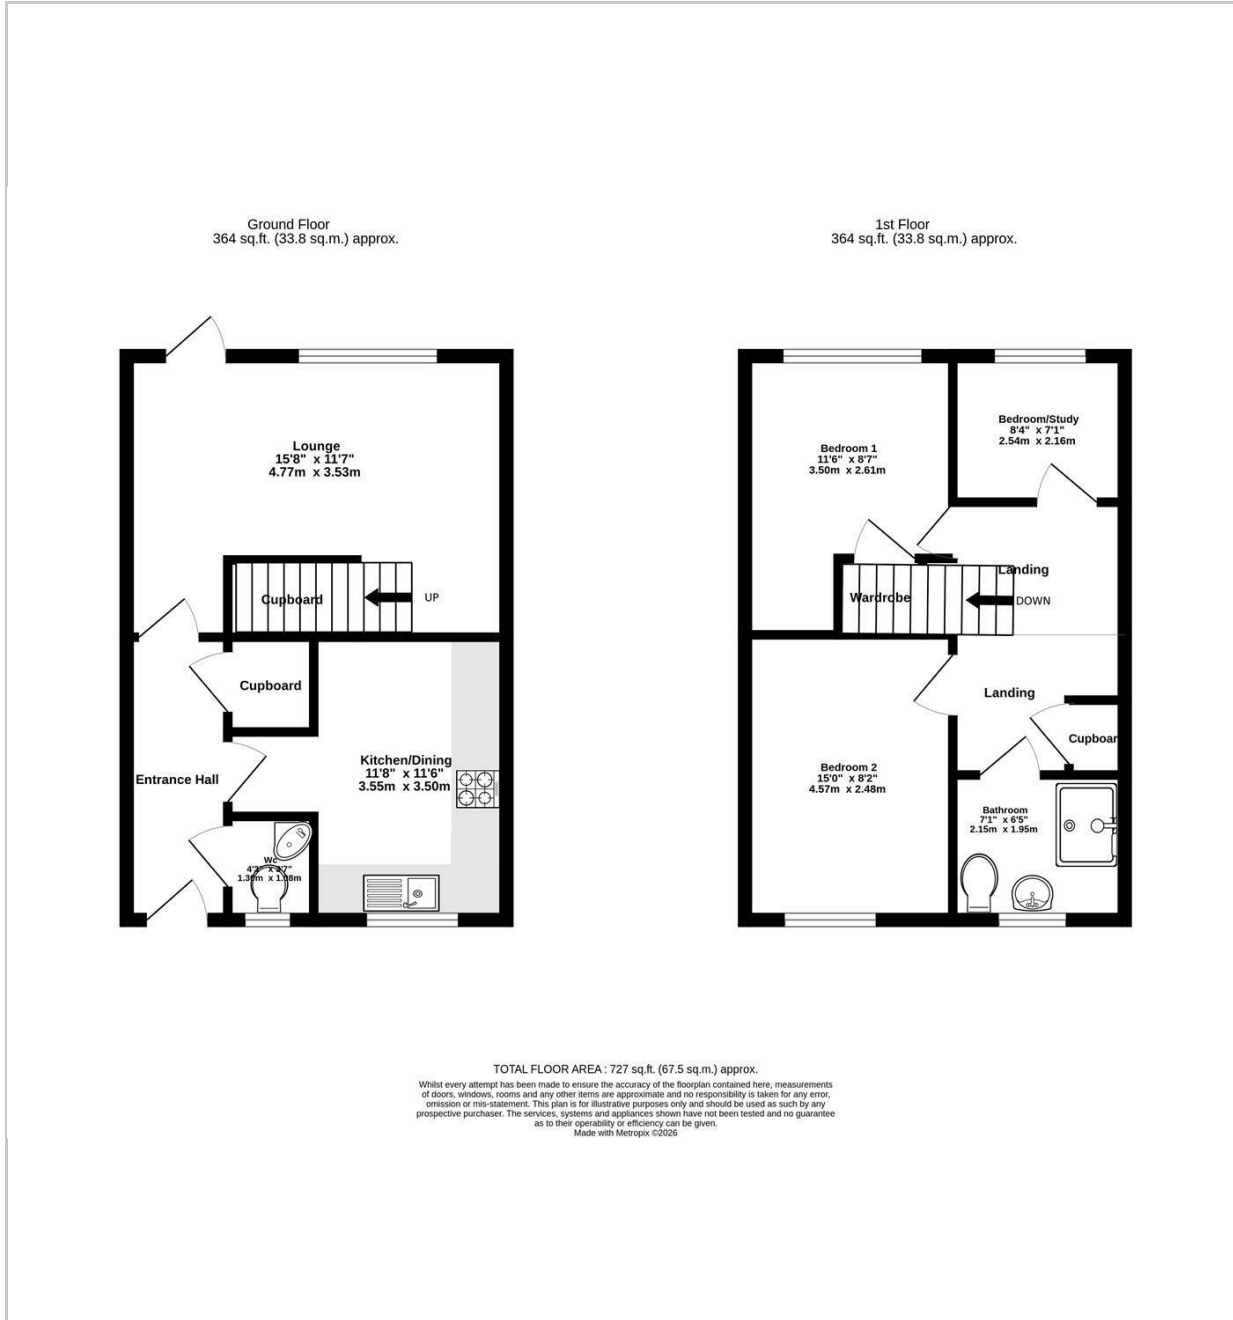 Ground Floor
364 sq.ft. (33.8 sq.m.) approx.
Lounge
15'8" x 11'7"
4.77m x 3.53m
Cupboard
UP
Cupboard
Entrance Hall
Kitchen/Dining
11'8" x 11'6"
3.55m x 3.50m
Wc
1st Floor
364 sq.ft. (33.8 sq.m.) approx.
Bedroom 1
11'6" x 8'7"
3.50m x 2.61m
Bedroom/Study
8'4" x 7'1"
2.54m x 2.16m
Landing
Wardrobe
DOWN
Landing
Cupboar
Bedroom 2
15'0" x 8'2"
4.57m x 2.48m
Bathroom
7'1" x 6'5"
2.15m x 1.95m
TOTAL FLOOR AREA : 727 sq.ft. (67.5 sq.m.) approx.
Whilst every attempt has been made to ensure the accuracy of the floorplan contained here, measurements
of doors, windows, rooms and any other items are approximate and no responsibility is taken for any error,
omission or mis-statement. This plan is for illustrative purposes only and should be used as such by any
prospective purchaser. The services, systems and appliances shown have not been tested and no guarantee
as to their operability or efficiency can be given.
Made with Metropix ©2026